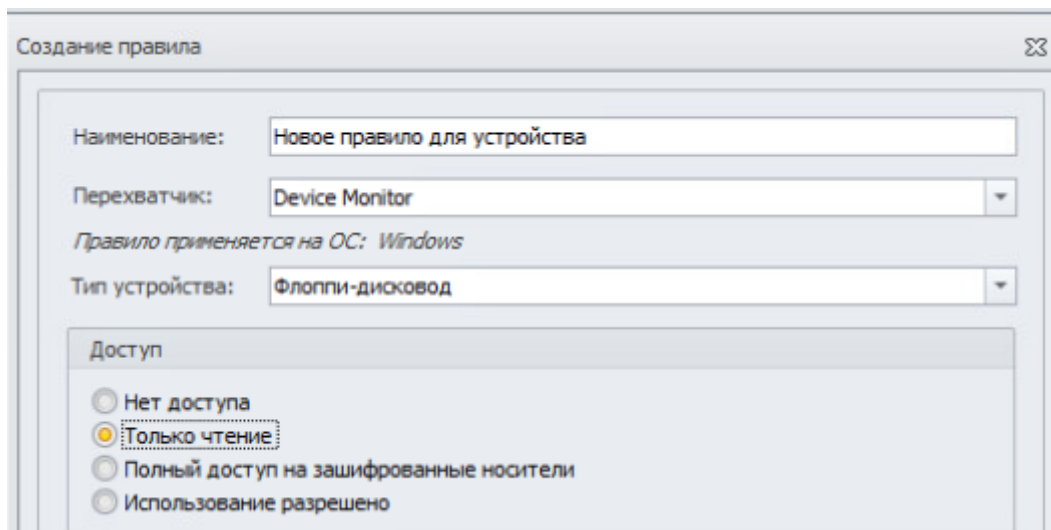 Создание правила
Наименование: Новое правило для устройства
Перехватчик: Device Monitor
Правило применяется на ОС: Windows
Тип устройства: Флоппи-дисковод
Доступ
Нет доступа
Только чтение
Полный доступ на зашифрованные носители
Использование разрешено